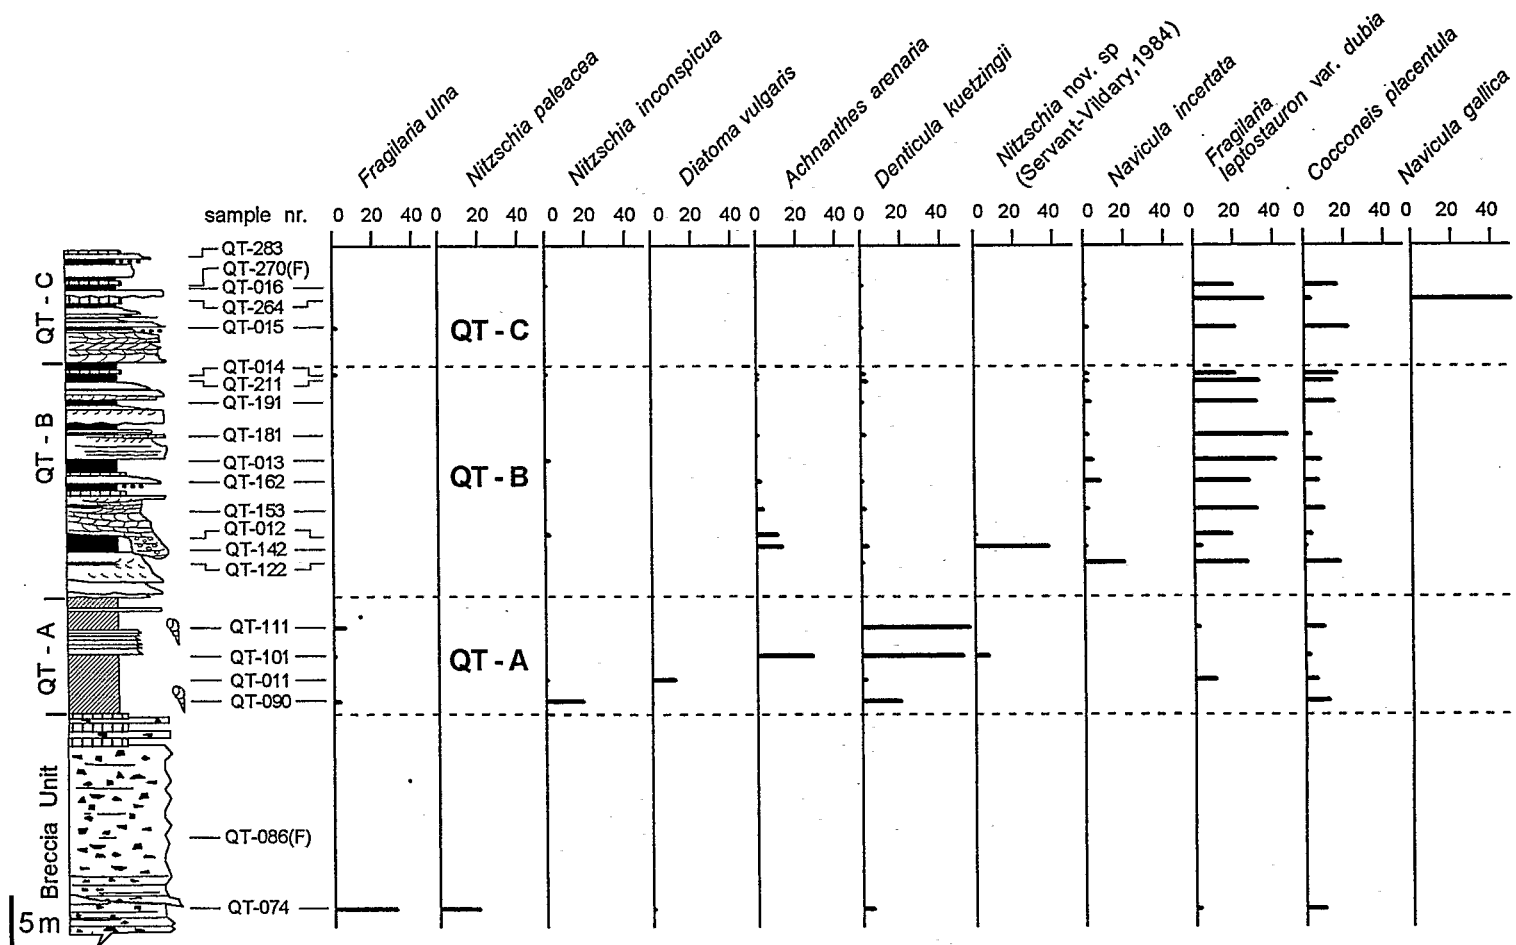 Fragilaria ulna
Nitzschia paleacea
Nitzschia inconspicua
Diatoma vulgaris
Achnanthes arenaria
Denticula kuetzingii
Nitzschia nov. sp
(Servant-Vildary, 1984)
Navicula incertata
Fragilaria
leptostauron var. dubia
Cocconeis placentula
Navicula gallica
sample nr.
0 20 40 0 20 40 0 20 40 0 20 40 0 20 40 0 20 40 0 20 40 0 20 40 0 20 40 0 20 40 0 20 40
QT-283
QT-270(F)
QT-016
QT-264
QT-015
QT-014
QT-211
QT-191
QT-181
QT-013
QT-162
QT-153
QT-012
QT-142
QT-122
QT-111
QT-101
QT-011
QT-090
QT-086(F)
QT-074
QT - C
QT - B
QT - A
Breccia Unit
QT - C
QT - B
QT - A
5 m